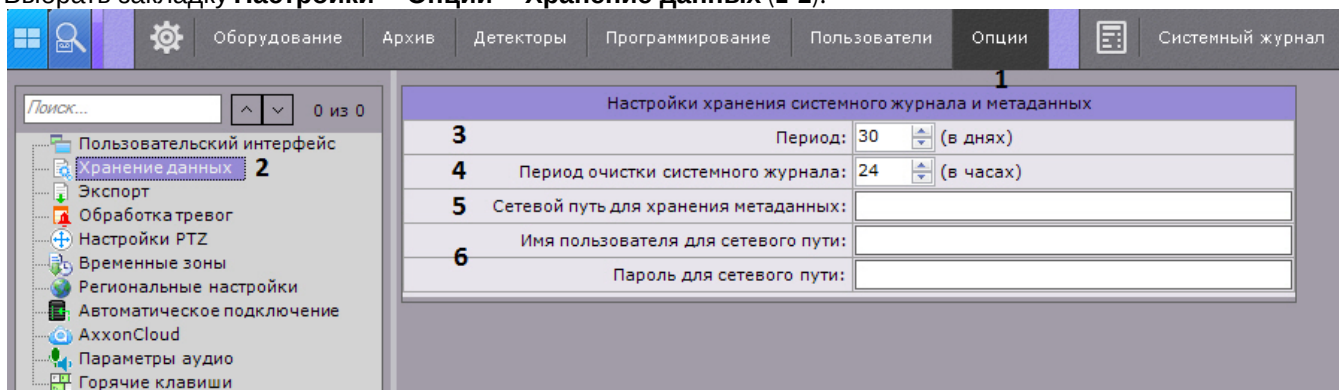 Выбрать закладку Настройки – Опции – Хранение данных (1-2).
Оборудование Архив Детекторы Программирование Пользователи Опции Системный журнал
1
Поиск... 0 из 0
Пользовательский интерфейс
Хранение данных 2
Экспорт
Обработка тревог
Настройки PTZ
Временные зоны
Региональные настройки
Автоматическое подключение
AxxonCloud
Параметры аудио
Горячие клавиши
Настройки хранения системного журнала и метаданных
3 Период: 30 (в днях)
4 Период очистки системного журнала: 24 (в часах)
5 Сетевой путь для хранения метаданных:
Имя пользователя для сетевого пути:
6
Пароль для сетевого пути: